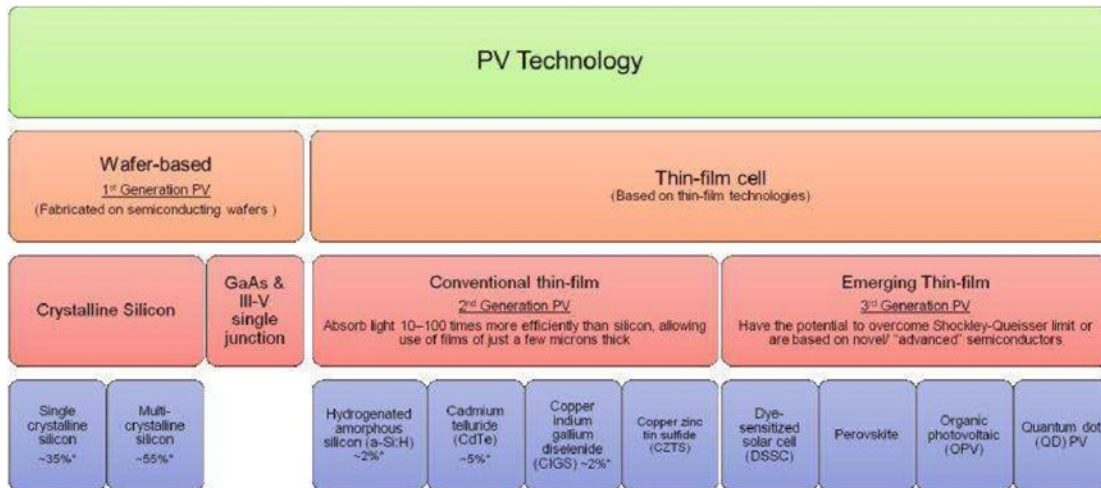 PV Technology
Wafer-based
1st Generation PV
(Fabricated on semiconducting wafers )
Thin-film cell
(Based on thin-film technologies)
Crystalline Silicon
GaAs &
III-V
single
junction
Conventional thin-film
2nd Generation PV
Absorb light 10–100 times more efficiently than silicon, allowing
use of films of just a few microns thick
Emerging Thin-film
3rd Generation PV
Have the potential to overcome Shockley-Queisser limit or
are based on novel/ “advanced” semiconductors
Single
crystalline
silicon
~35%*
Multi-
crystalline
silicon
~55%*
Hydrogenated
amorphous
silicon (a-Si:H)
~2%*
Cadmium
telluride
(CdTe)
~5%*
Copper
indium
gallium
diselenide
(CIGS) ~2%*
Copper zinc
tin sulfide
(CZTS)
Dye-
sensitized
solar cell
(DSSC)
Perovskite
Organic
photovoltaic
(OPV)
Quantum dot
(QD) PV